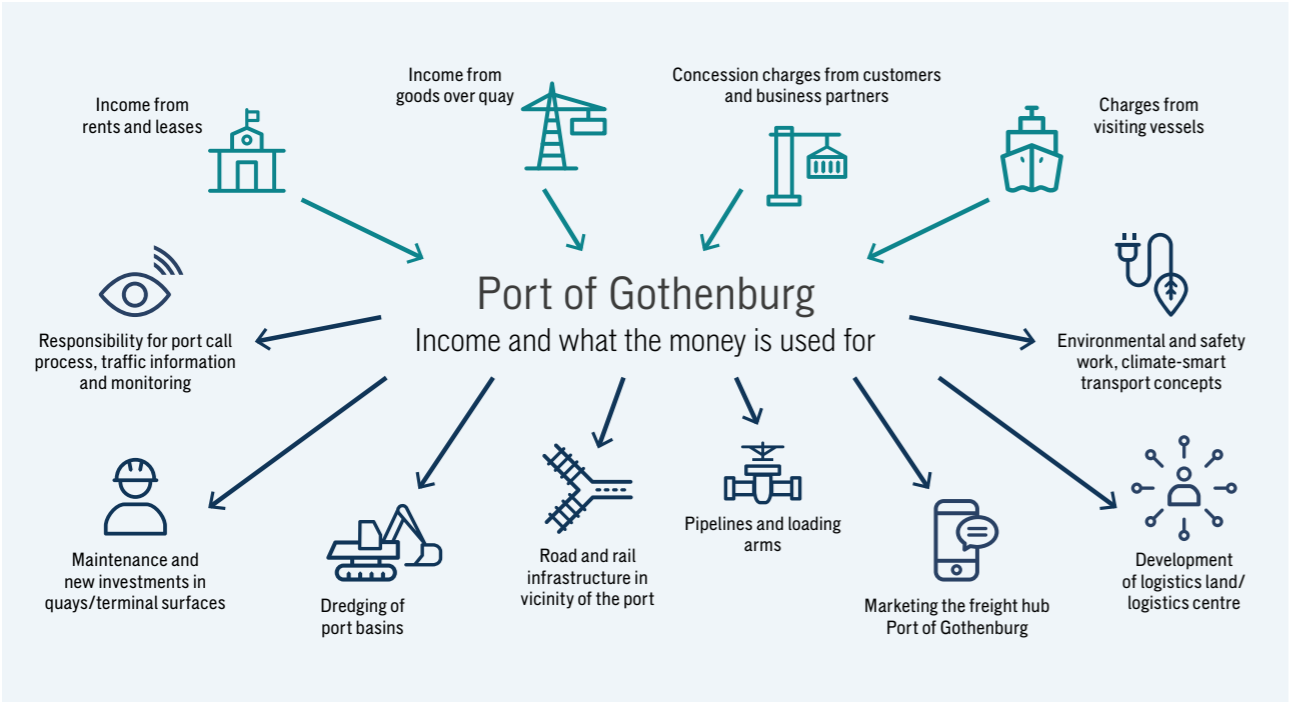 Income from
rents and leases
Income from
goods over quay
Concession charges from customers
and business partners
Charges from
visiting vessels
Port of Gothenburg
Income and what the money is used for
Responsibility for port call
process, traffic information
and monitoring
Environmental and safety
work, climate-smart
transport concepts
Maintenance and
new investments in
quays/terminal surfaces
Dredging of
port basins
Road and rail
infrastructure in
vicinity of the port
Pipelines and loading
arms
Marketing the freight hub
Port of Gothenburg
Development
of logistics land/
logistics centre